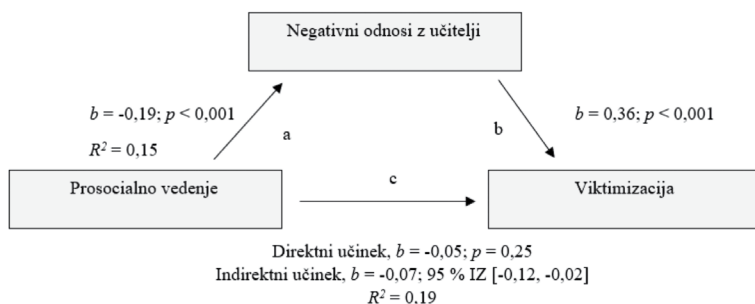 Negativni odnosi z učitelji
b = -0,19; p < 0,001
R² = 0,15
a
b
b = 0,36; p < 0,001
Prosocialno vedenje
c
Viktimizacija
Direktni učinek, b = -0,05; p = 0,25
Indirektni učinek, b = -0,07; 95 % IZ [-0,12, -0,02]
R² = 0,19